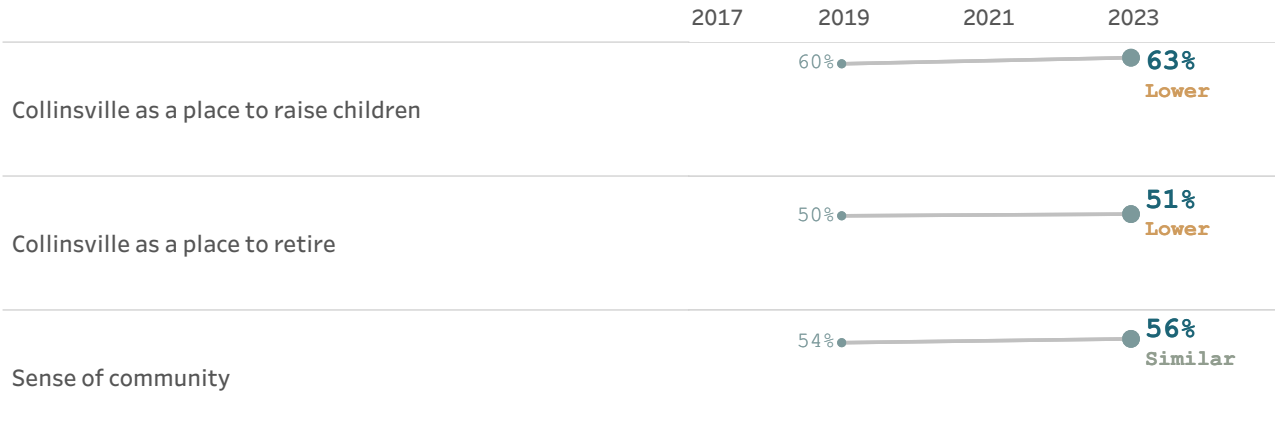 2017 2019 2021 2023
60% 63%
Lower
Collinsville as a place to raise children
50% 51%
Lower
Collinsville as a place to retire
54% 56%
Similar
Sense of community